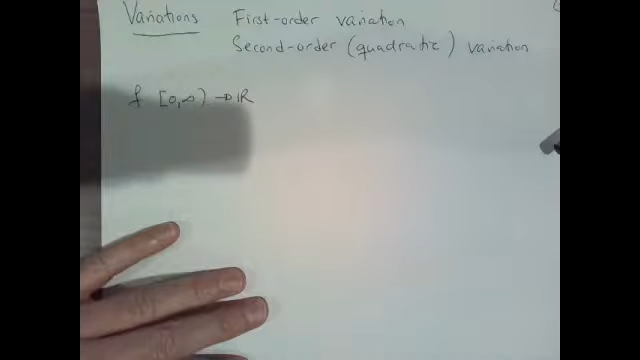 Variations First-order variation
Second-order (quadratic) variation
f [0,∞) → ℝ